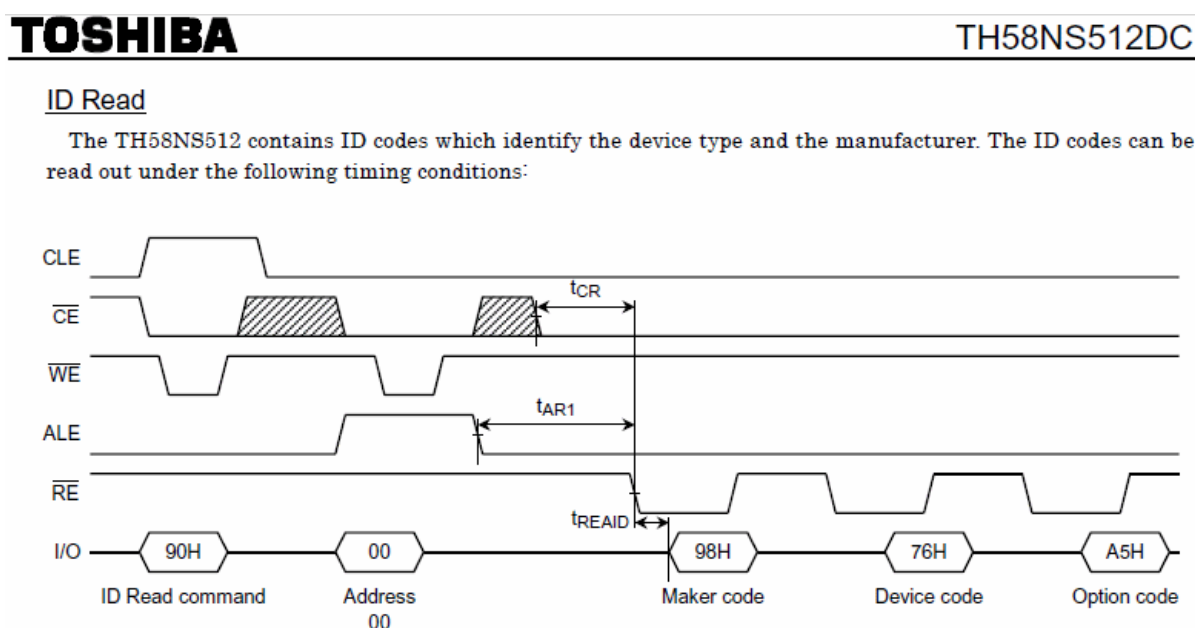 TOSHIBA TH58NS512DC
ID Read
The TH58NS512 contains ID codes which identify the device type and the manufacturer. The ID codes can be
read out under the following timing conditions:
CLE
tCR
CE
WE
tAR1
ALE
RE
tREAID
I/O 90H 00 98H 76H A5H
ID Read command Address Maker code Device code Option code
00